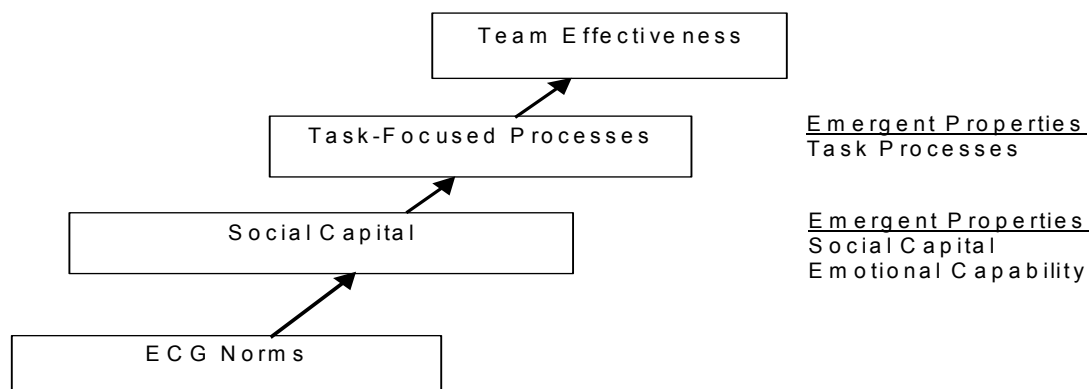 Team Effectiveness
Task-Focused Processes
Emergent Properties
Task Processes
Social Capital
Emergent Properties
Social Capital
Emotional Capability
ECG Norms